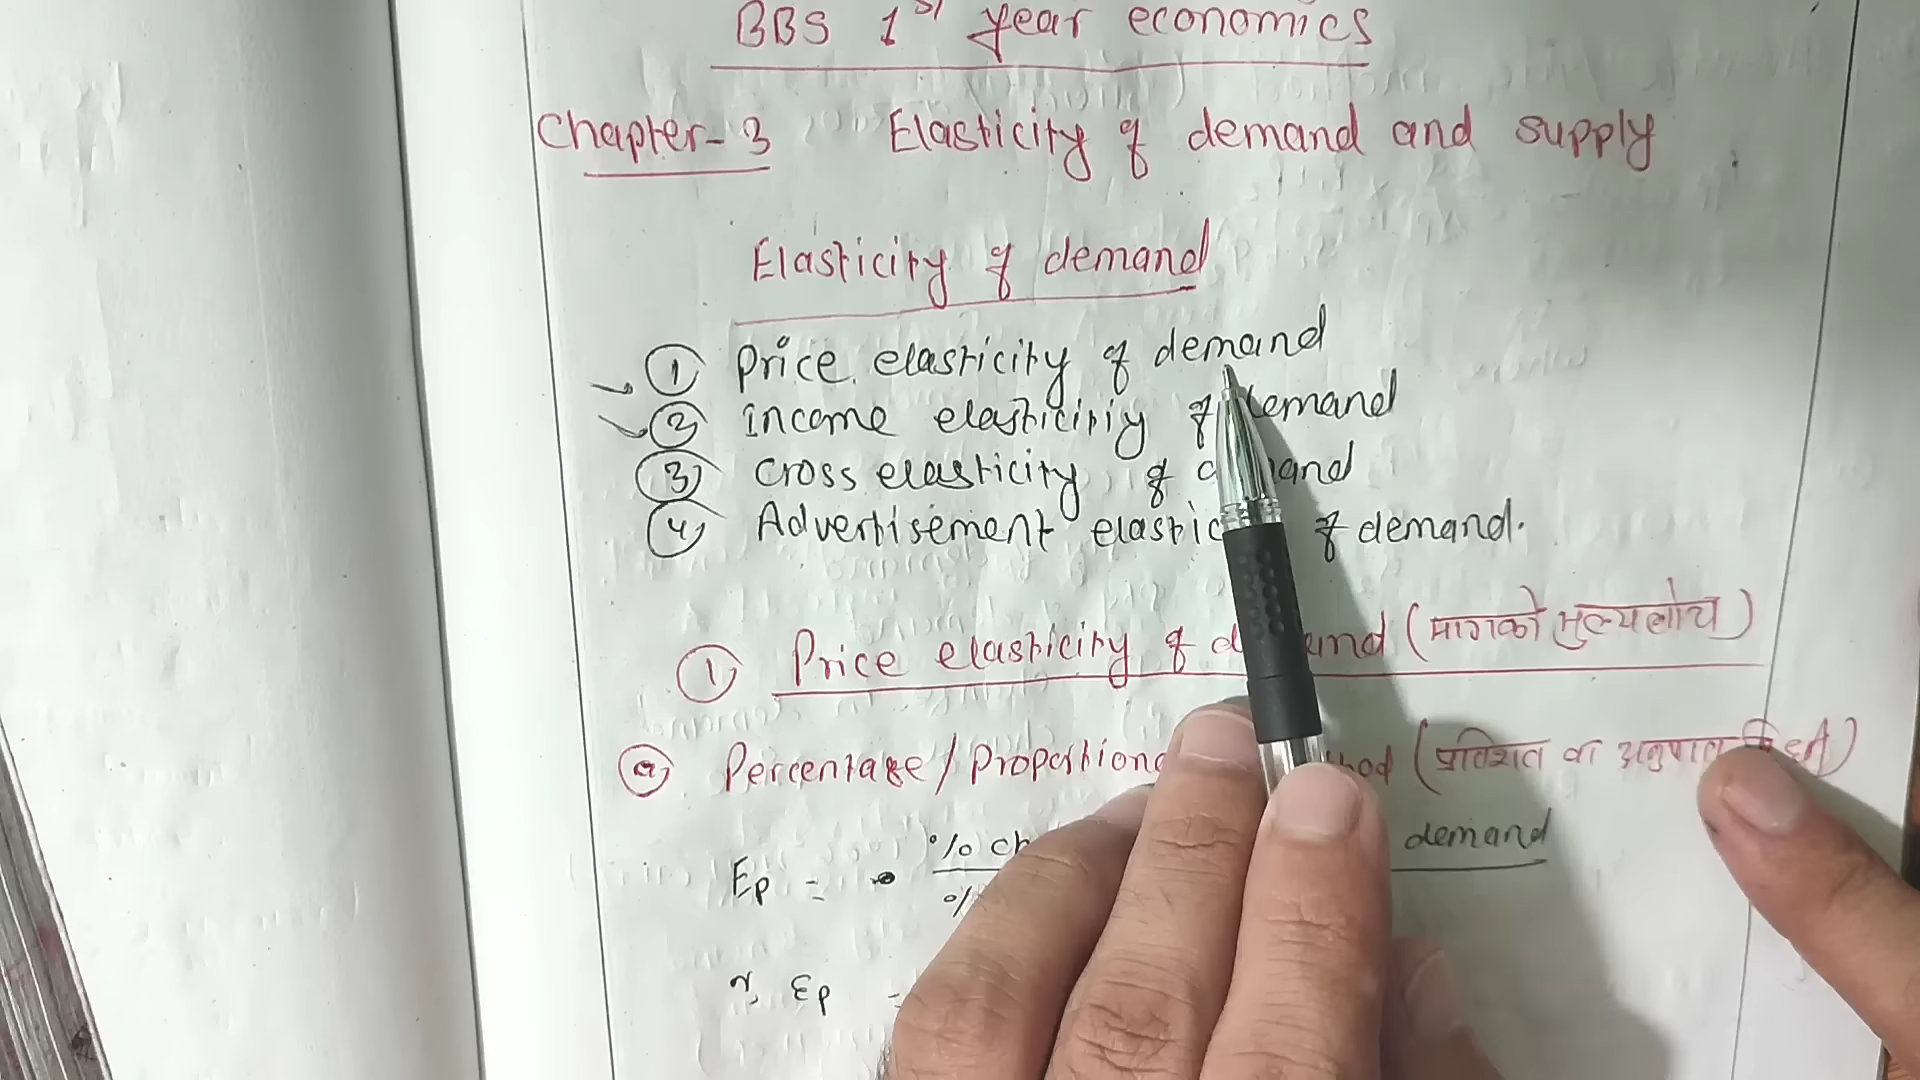 BBS 1st year economics
Chapter-3 Elasticity of demand and supply
Elasticity of demand
① Price elasticity of demand
② Income elasticity of demand
③ Cross elasticity of
④ Advertisement of demand.
① Price elasticity of (मागको मुल्यलोच)
ⓐ Percentage/ (प्रतिशत वा
Ep = - % demand
%
or, Ep =